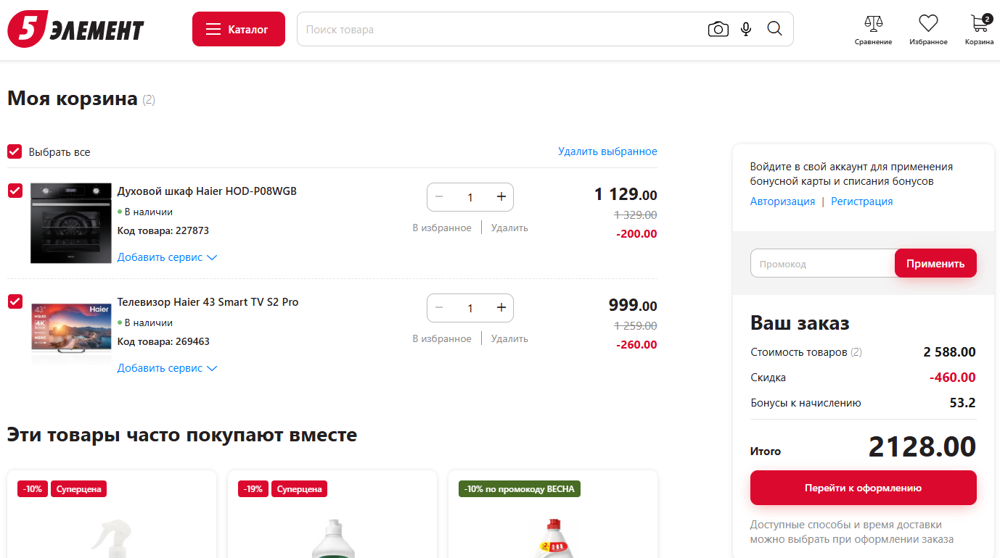 5 ЭЛЕМЕНТ
Каталог
Поиск товара
Сравнение
Избранное
2
Корзина
Моя корзина (2)
Выбрать все
Удалить выбранное
Духовой шкаф Haier HOD-P08WGB
В наличии
Код товара: 227873
Добавить сервис
1
В избранное
Удалить
1 129.00
1 329.00
-200.00
43"
Haier
HQLED
4K
MEMC
Телевизор Haier 43 Smart TV S2 Pro
В наличии
Код товара: 269463
Добавить сервис
1
В избранное
Удалить
999.00
1 259.00
-260.00
Войдите в свой аккаунт для применения
бонусной карты и списания бонусов
Авторизация | Регистрация
Промокод
Применить
Ваш заказ
Стоимость товаров (2) 2 588.00
Скидка -460.00
Бонусы к начислению 53.2
Итого 2128.00
Перейти к оформлению
Доступные способы и время доставки
можно выбрать при оформлении заказа
Эти товары часто покупают вместе
-10% Суперцена
-19% Суперцена
-10% по промокоду ВЕСНА